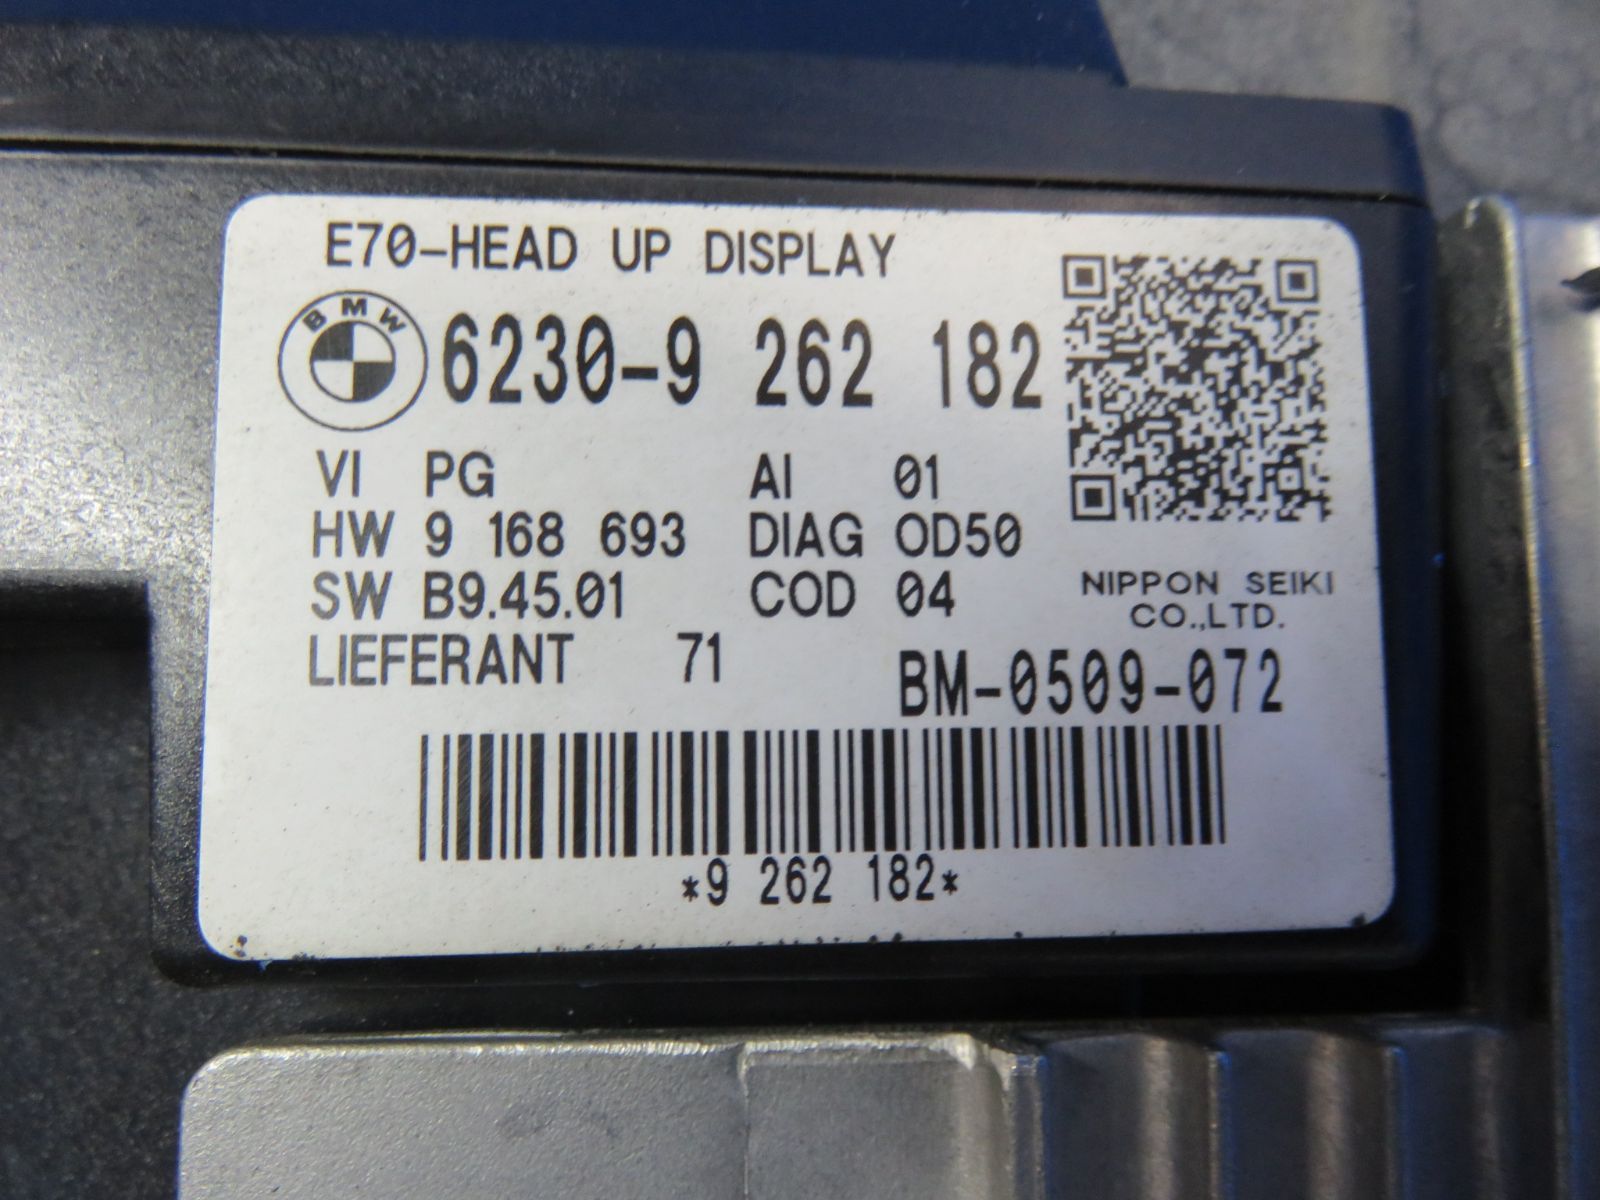 E70-HEAD UP DISPLAY
BMW
6230-9 262 182
VI PG AI 01
HW 9 168 693 DIAG OD50
SW B9.45.01 COD 04
NIPPON SEIKI
CO.,LTD.
LIEFERANT 71
BM-0509-072
*9 262 182*